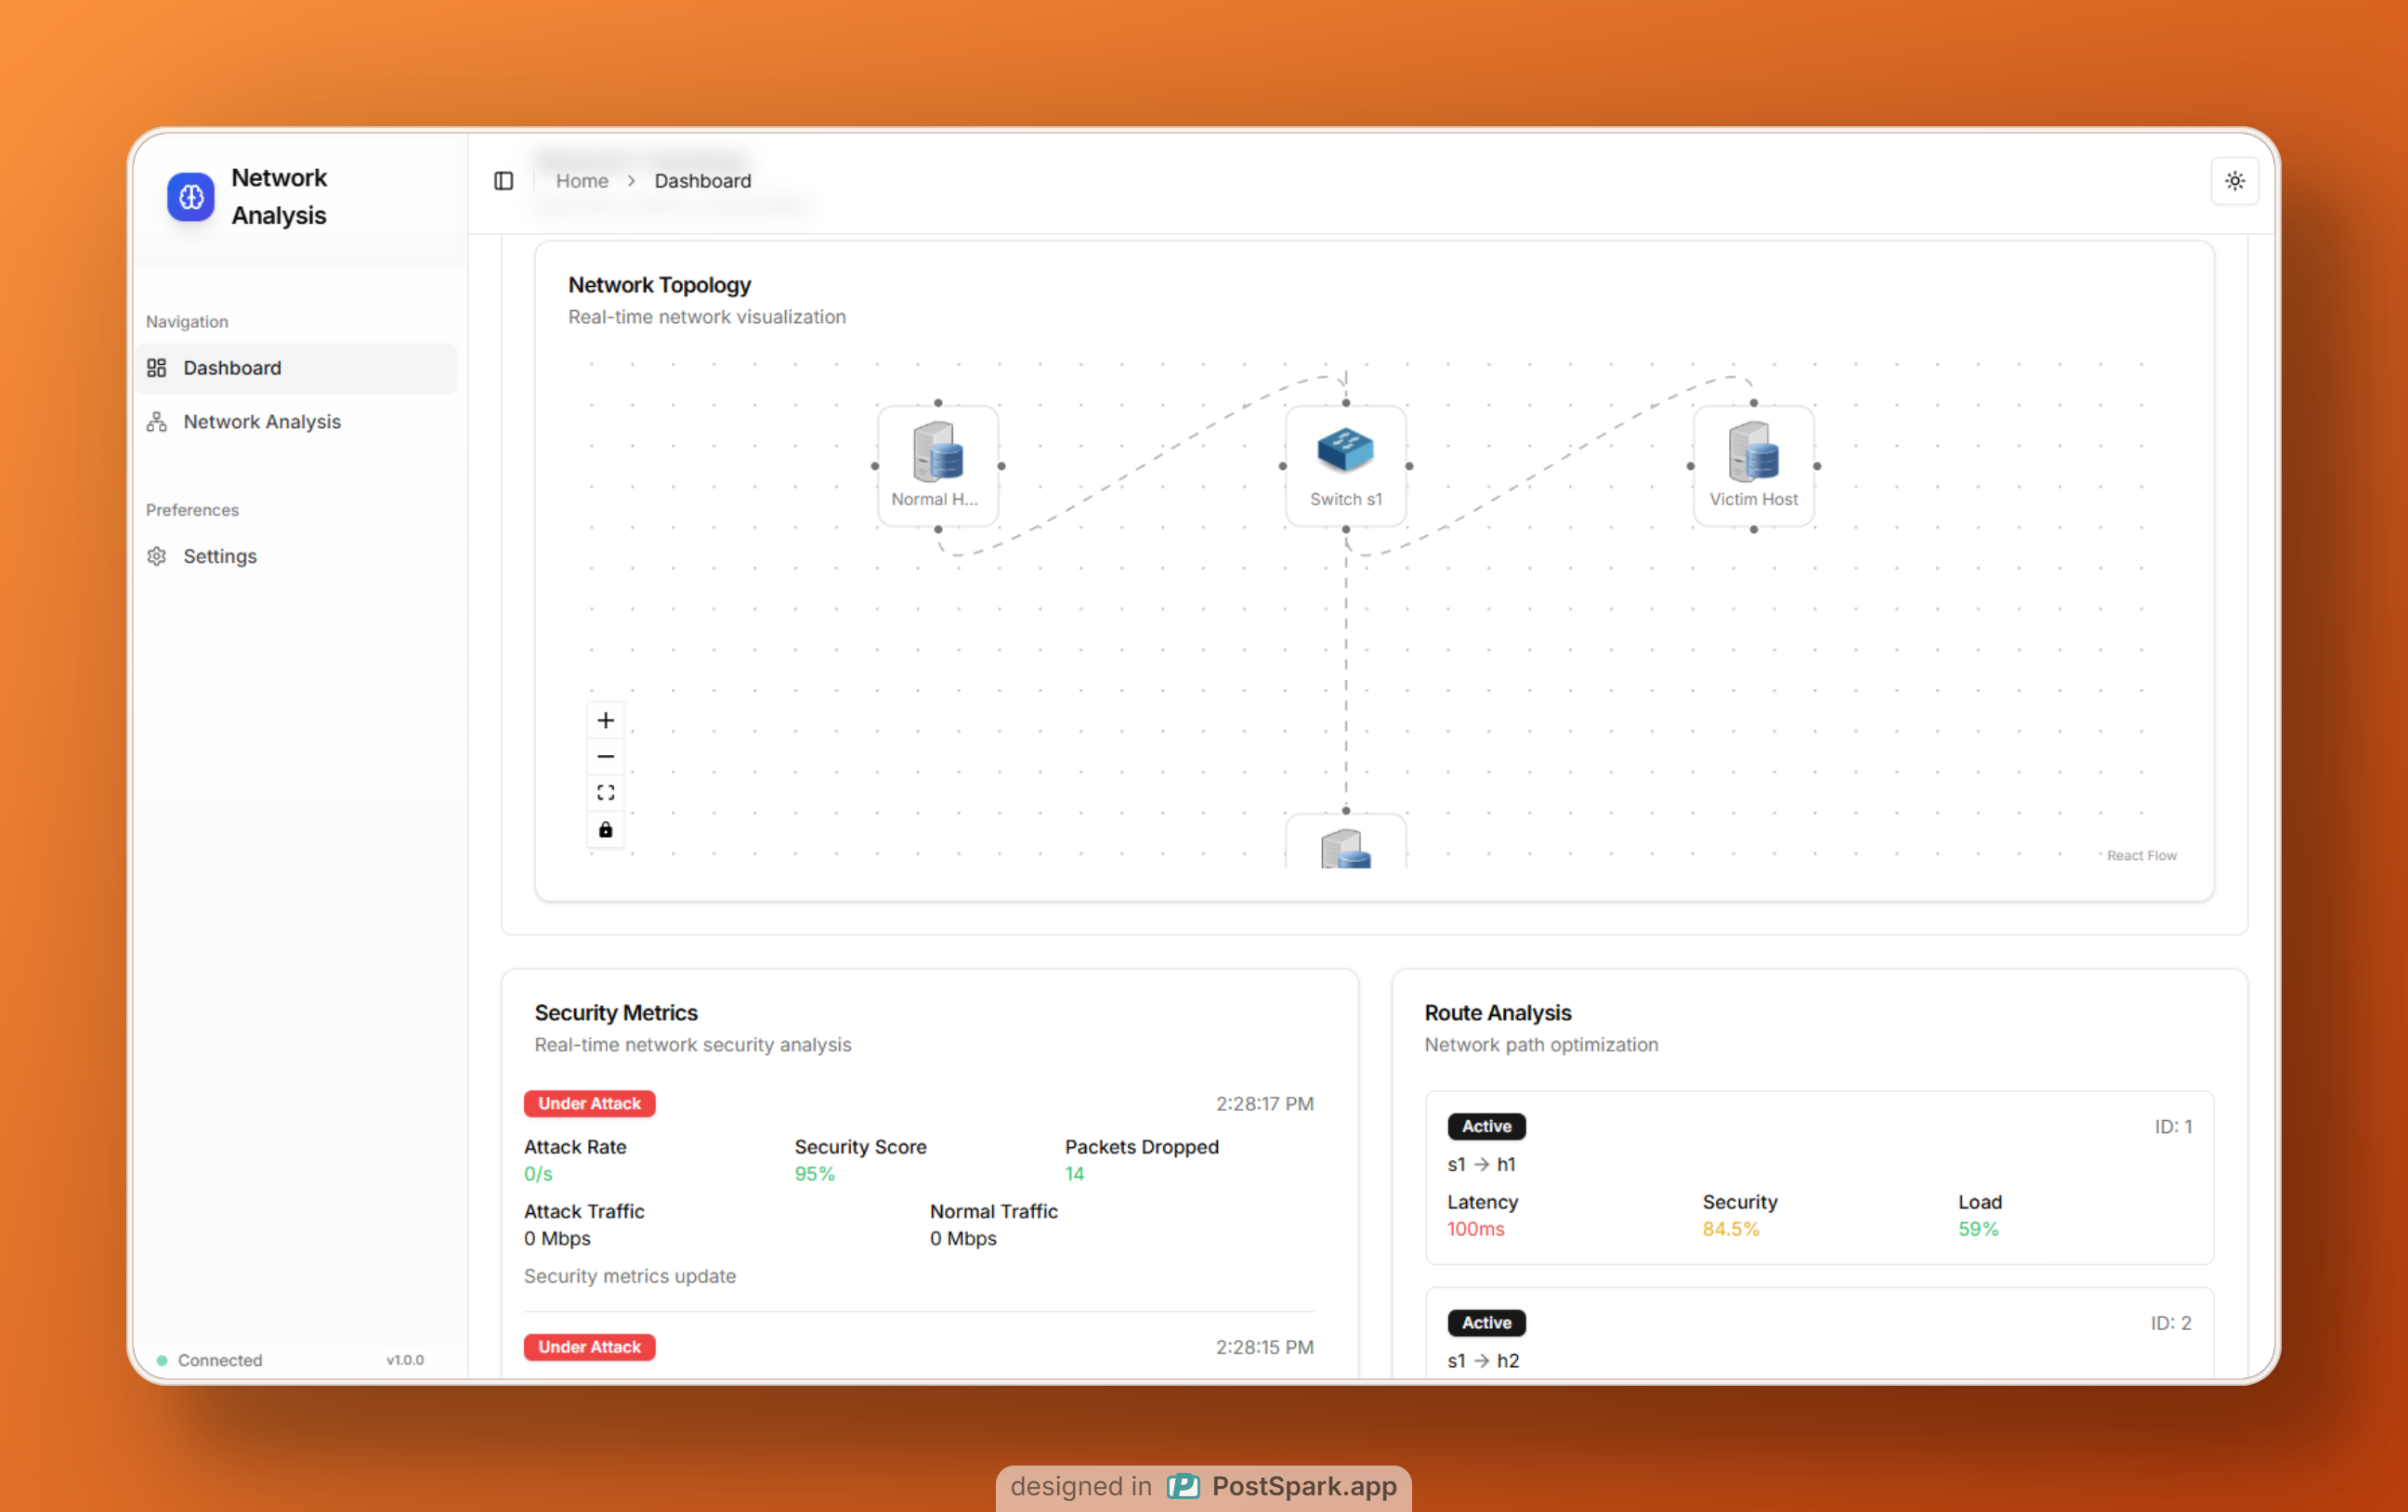 Network
Analysis
Navigation
Dashboard
Network Analysis
Preferences
Settings
Connected
v1.0.0
Home > Dashboard
Network Topology
Real-time network visualization
Normal H...
Switch s1
Victim Host
React Flow
Security Metrics
Real-time network security analysis
Under Attack
2:28:17 PM
Attack Rate
Security Score
Packets Dropped
0/s
95%
14
Attack Traffic
Normal Traffic
0 Mbps
0 Mbps
Security metrics update
Under Attack
2:28:15 PM
Route Analysis
Network path optimization
Active
ID: 1
s1 → h1
Latency
Security
Load
100ms
84.5%
59%
Active
ID: 2
s1 → h2
designed in PostSpark.app